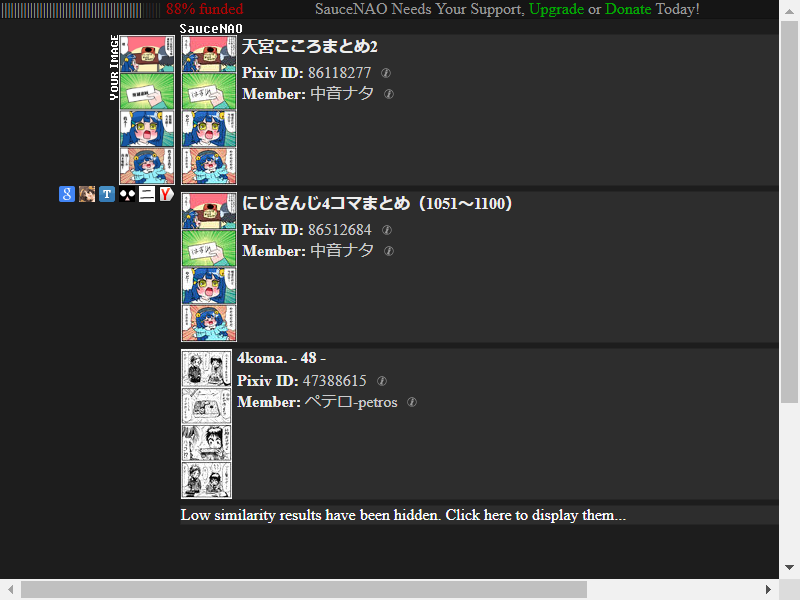 88% funded
SauceNAO Needs Your Support, Upgrade or Donate Today!
YOUR IMAGE
SauceNAO
天宮こころまとめ2
Pixiv ID: 86118277
Member: 中音ナタ
にじさんじ4コマまとめ（1051〜1100）
Pixiv ID: 86512684
Member: 中音ナタ
4koma. - 48 -
Pixiv ID: 47388615
Member: ペテロ-petros
Low similarity results have been hidden. Click here to display them...